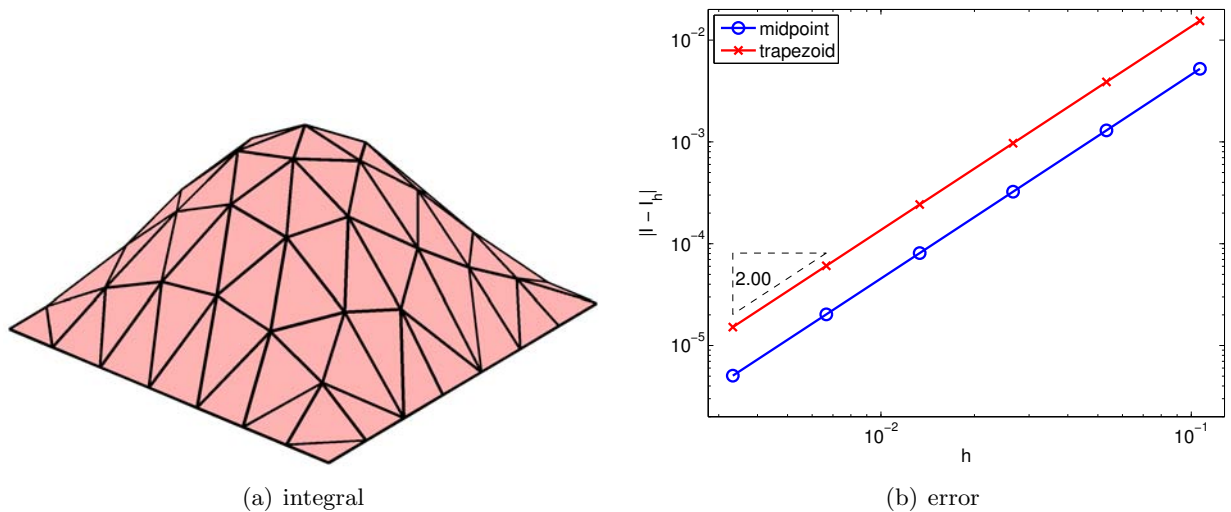 midpoint
trapezoid
10^-2
10^-3
10^-4
10^-5
|I − I_h|
2.00
10^-2
10^-1
h
(a) integral
(b) error